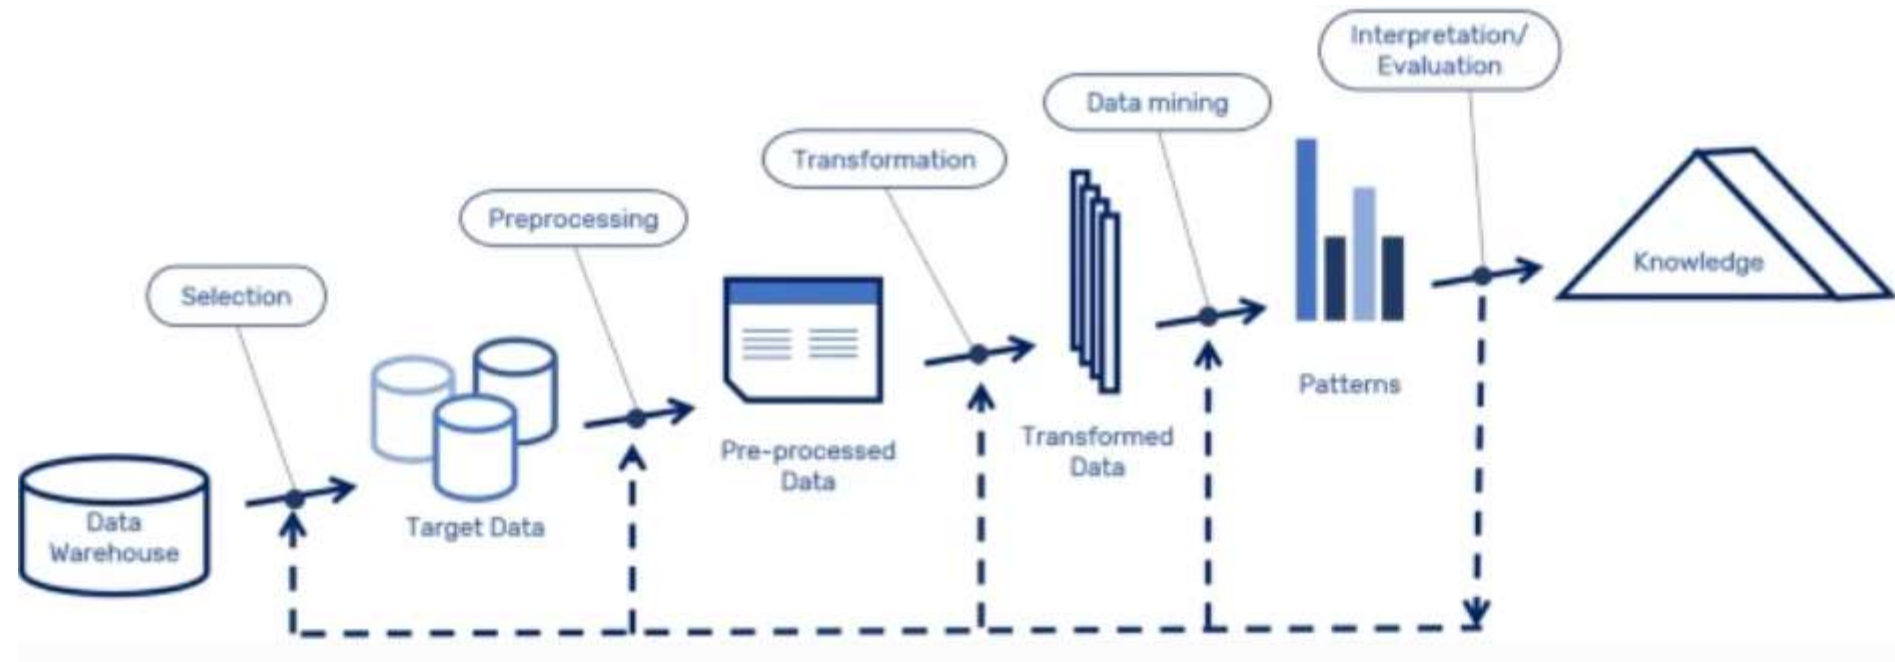 Interpretation/
Evaluation
Data mining
Transformation
Preprocessing
Selection
Knowledge
Patterns
Transformed
Data
Pre-processed
Data
Target Data
Data
Warehouse